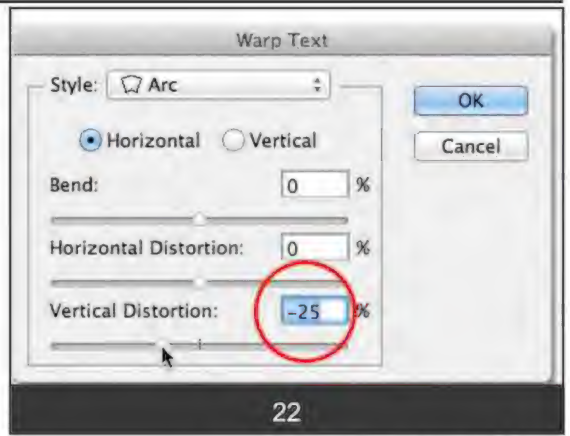 Warp Text
Style: Arc
OK
Horizontal Vertical
Cancel
Bend: 0 %
Horizontal Distortion: 0 %
Vertical Distortion: -25 %
22